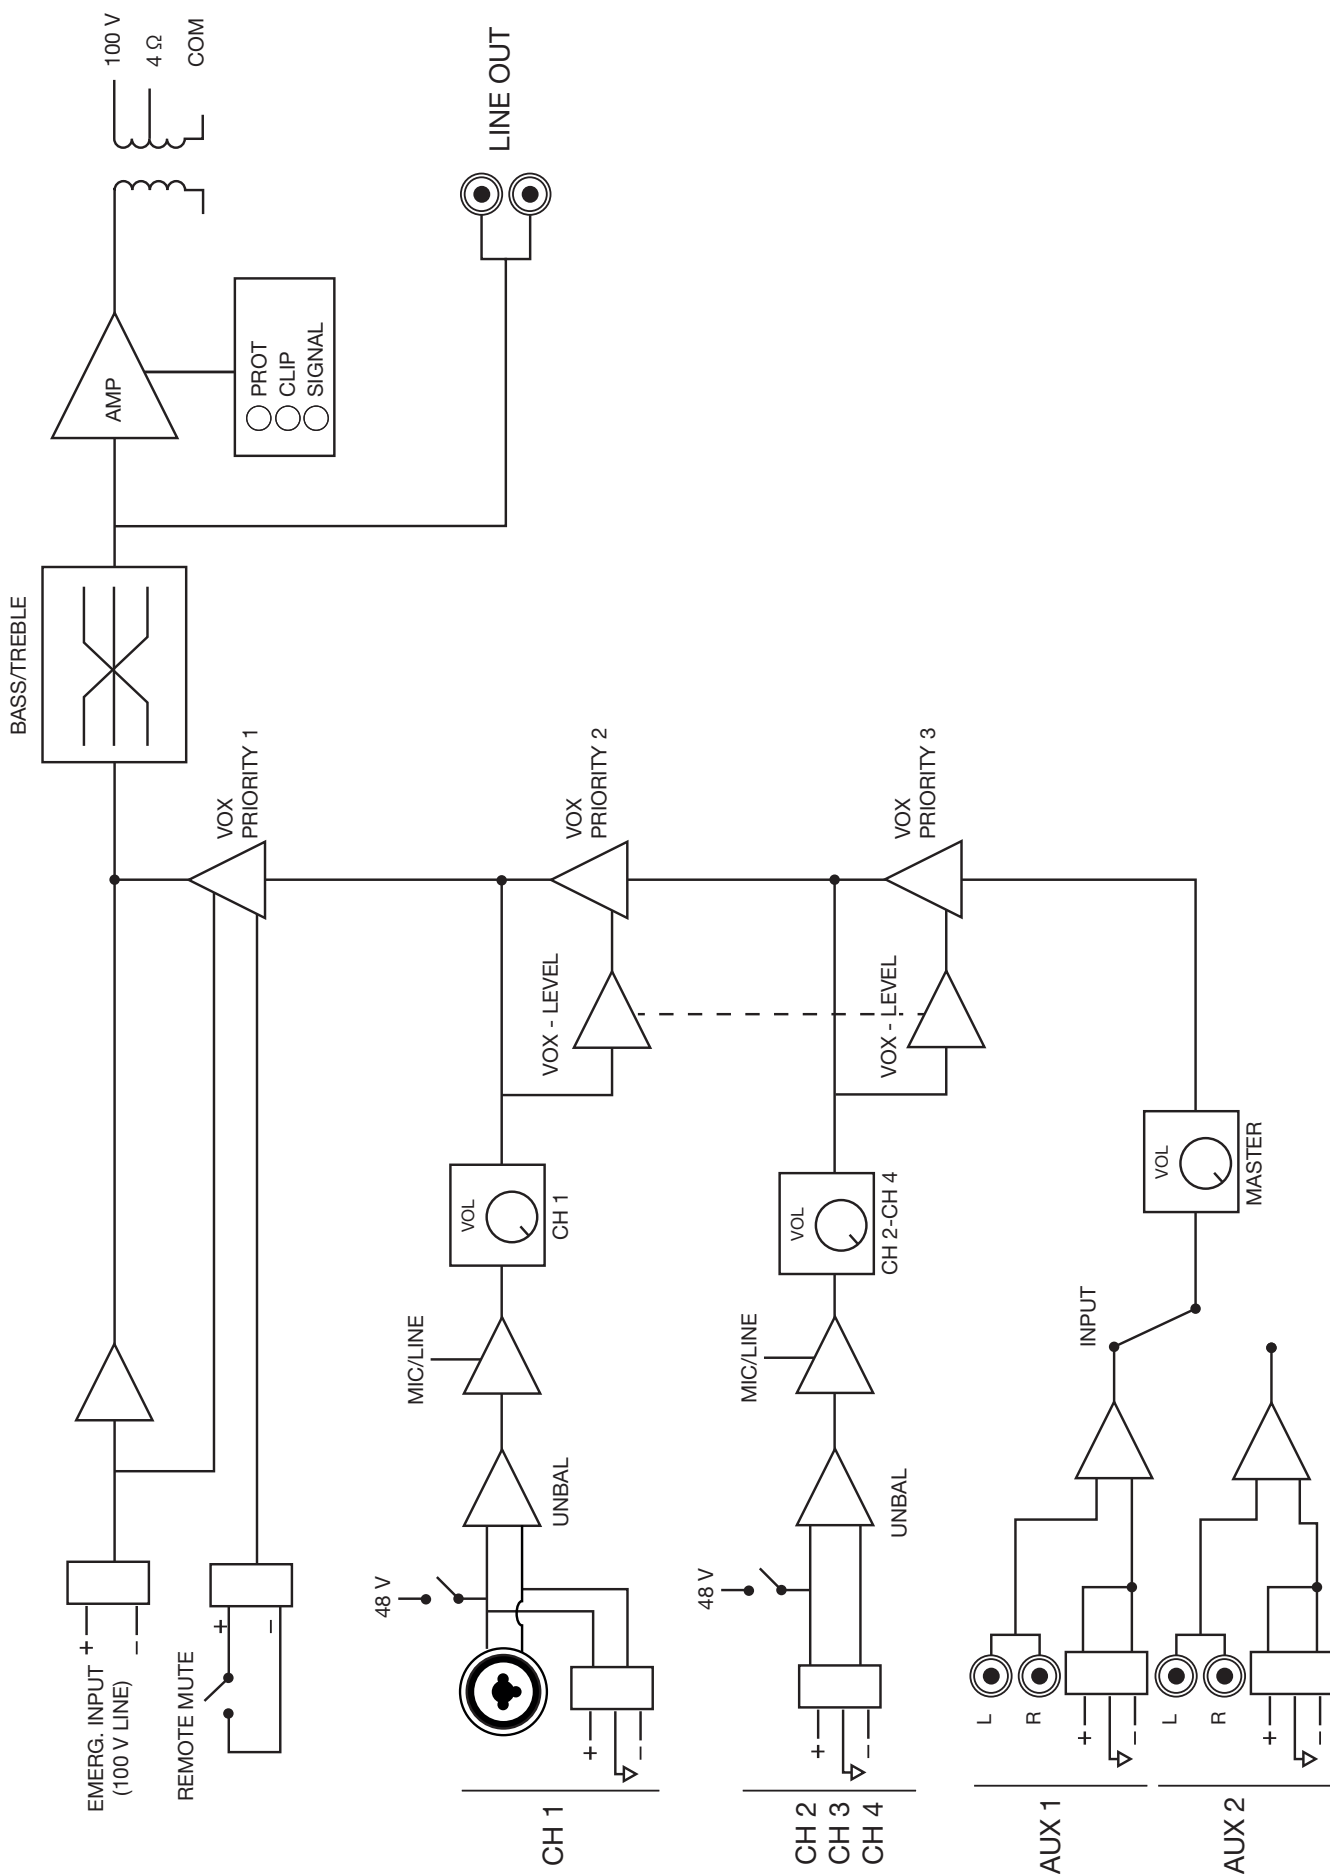 EMERG. INPUT
(100 V LINE)
+
–
REMOTE MUTE
+
–
BASS/TREBLE
VOX
PRIORITY 1
AMP
PROT
CLIP
SIGNAL
100 V
4 Ω
COM
LINE OUT
CH 1
+
–
48 V
UNBAL
MIC/LINE
VOL
CH 1
VOX - LEVEL
VOX
PRIORITY 2
CH 2
CH 3
CH 4
+
–
48 V
UNBAL
MIC/LINE
VOL
CH 2-CH 4
VOX - LEVEL
VOX
PRIORITY 3
AUX 1
L
R
+
–
INPUT
VOL
MASTER
AUX 2
L
R
+
–